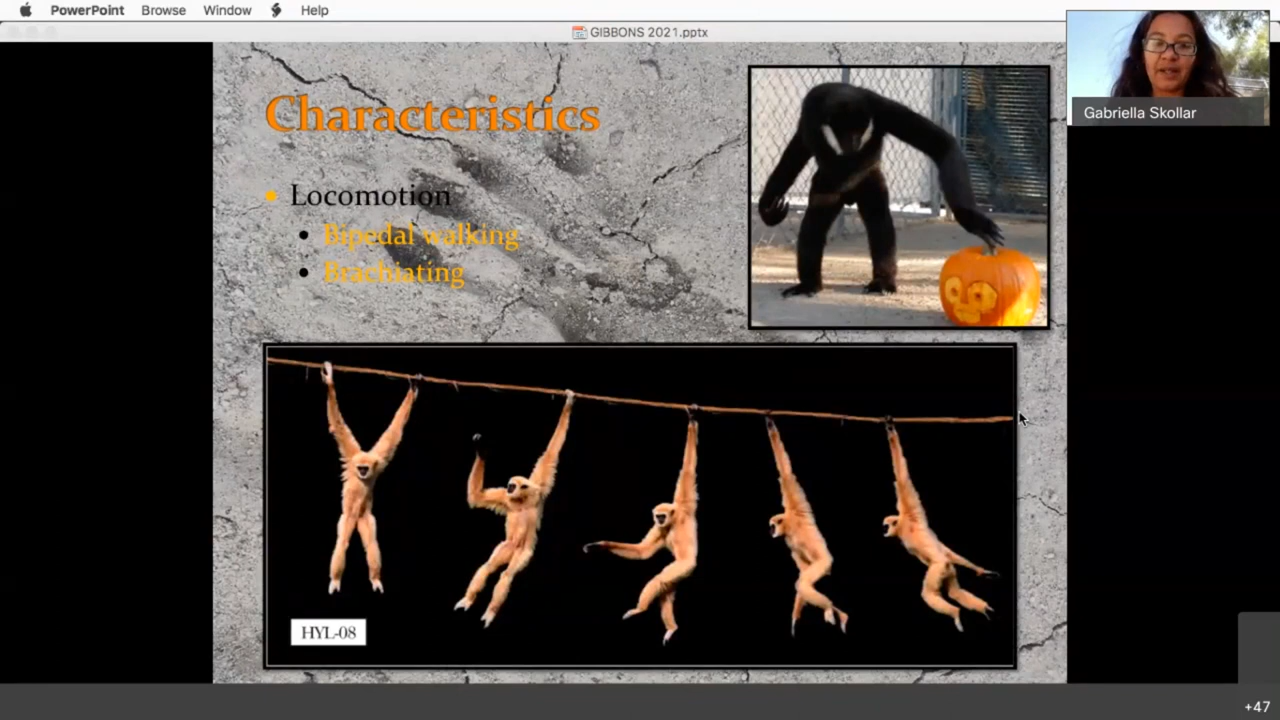 PowerPoint Browse Window Help
GIBBONS 2021.pptx
Gabriella Skollar
Characteristics
Locomotion
Bipedal walking
Brachiating
HYL-08
+47